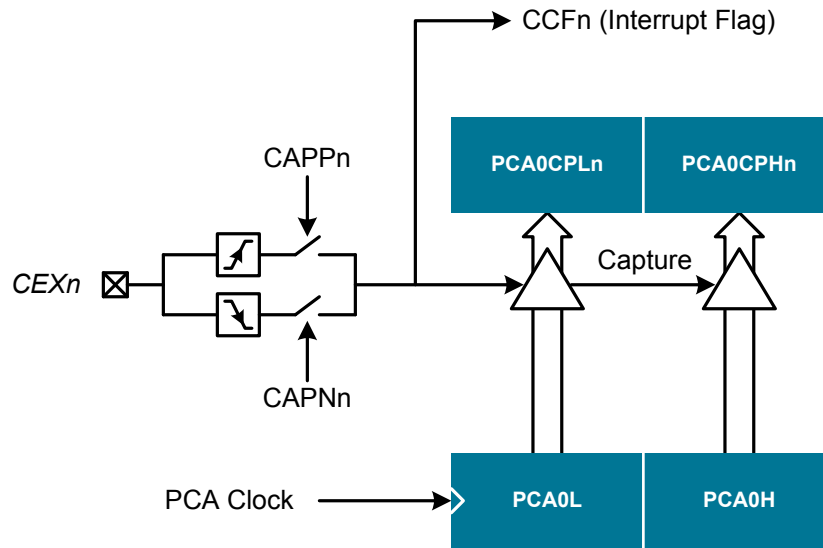 CCFn (Interrupt Flag)
PCA0CPLn
PCA0CPHn
CAPPn
Capture
CEXn
CAPNn
PCA Clock
PCA0L
PCA0H